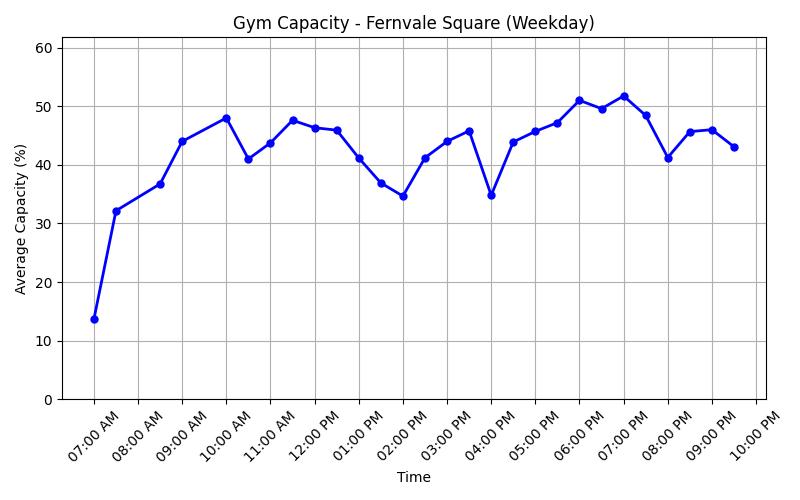 Gym Capacity - Fernvale Square (Weekday)
Average Capacity (%)
60
50
40
30
20
10
0
07:00 AM
08:00 AM
09:00 AM
10:00 AM
11:00 AM
12:00 PM
01:00 PM
02:00 PM
03:00 PM
04:00 PM
05:00 PM
06:00 PM
07:00 PM
08:00 PM
09:00 PM
10:00 PM
Time